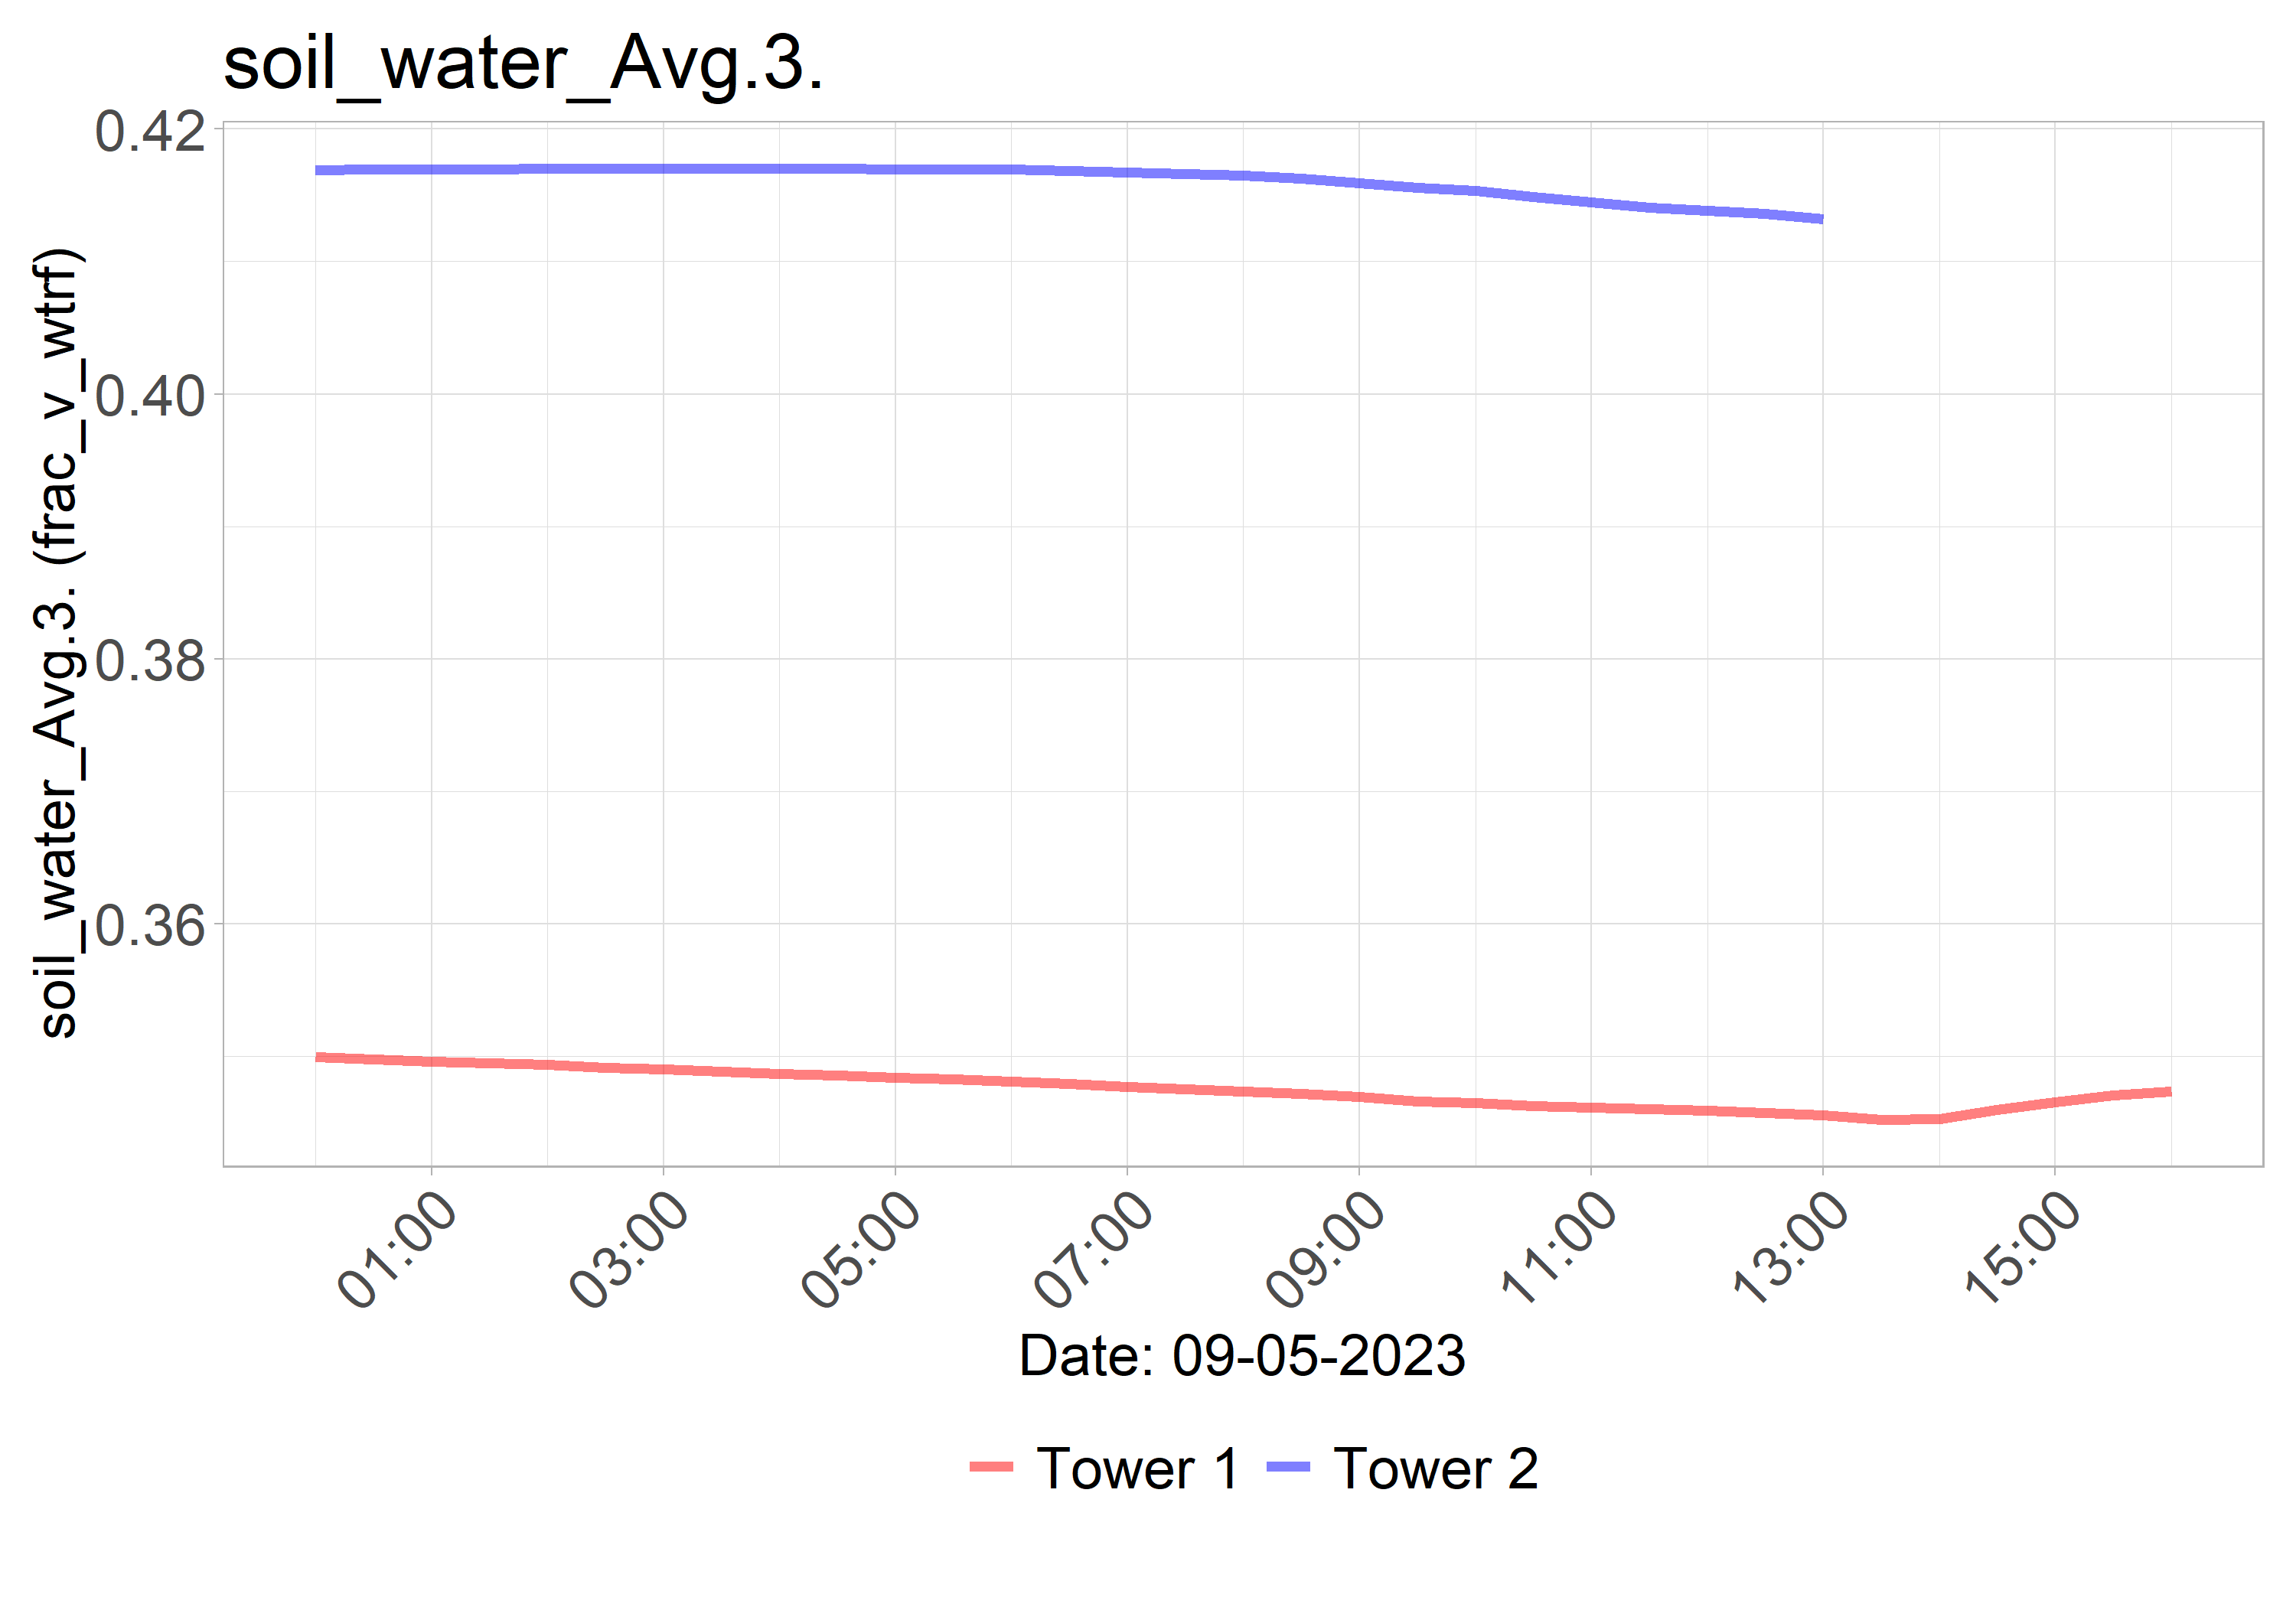 soil_water_Avg.3.
soil_water_Avg.3. (frac_v_wtrf)
0.42
0.40
0.38
0.36
01:00
03:00
05:00
07:00
09:00
11:00
13:00
15:00
Date: 09-05-2023
Tower 1
Tower 2